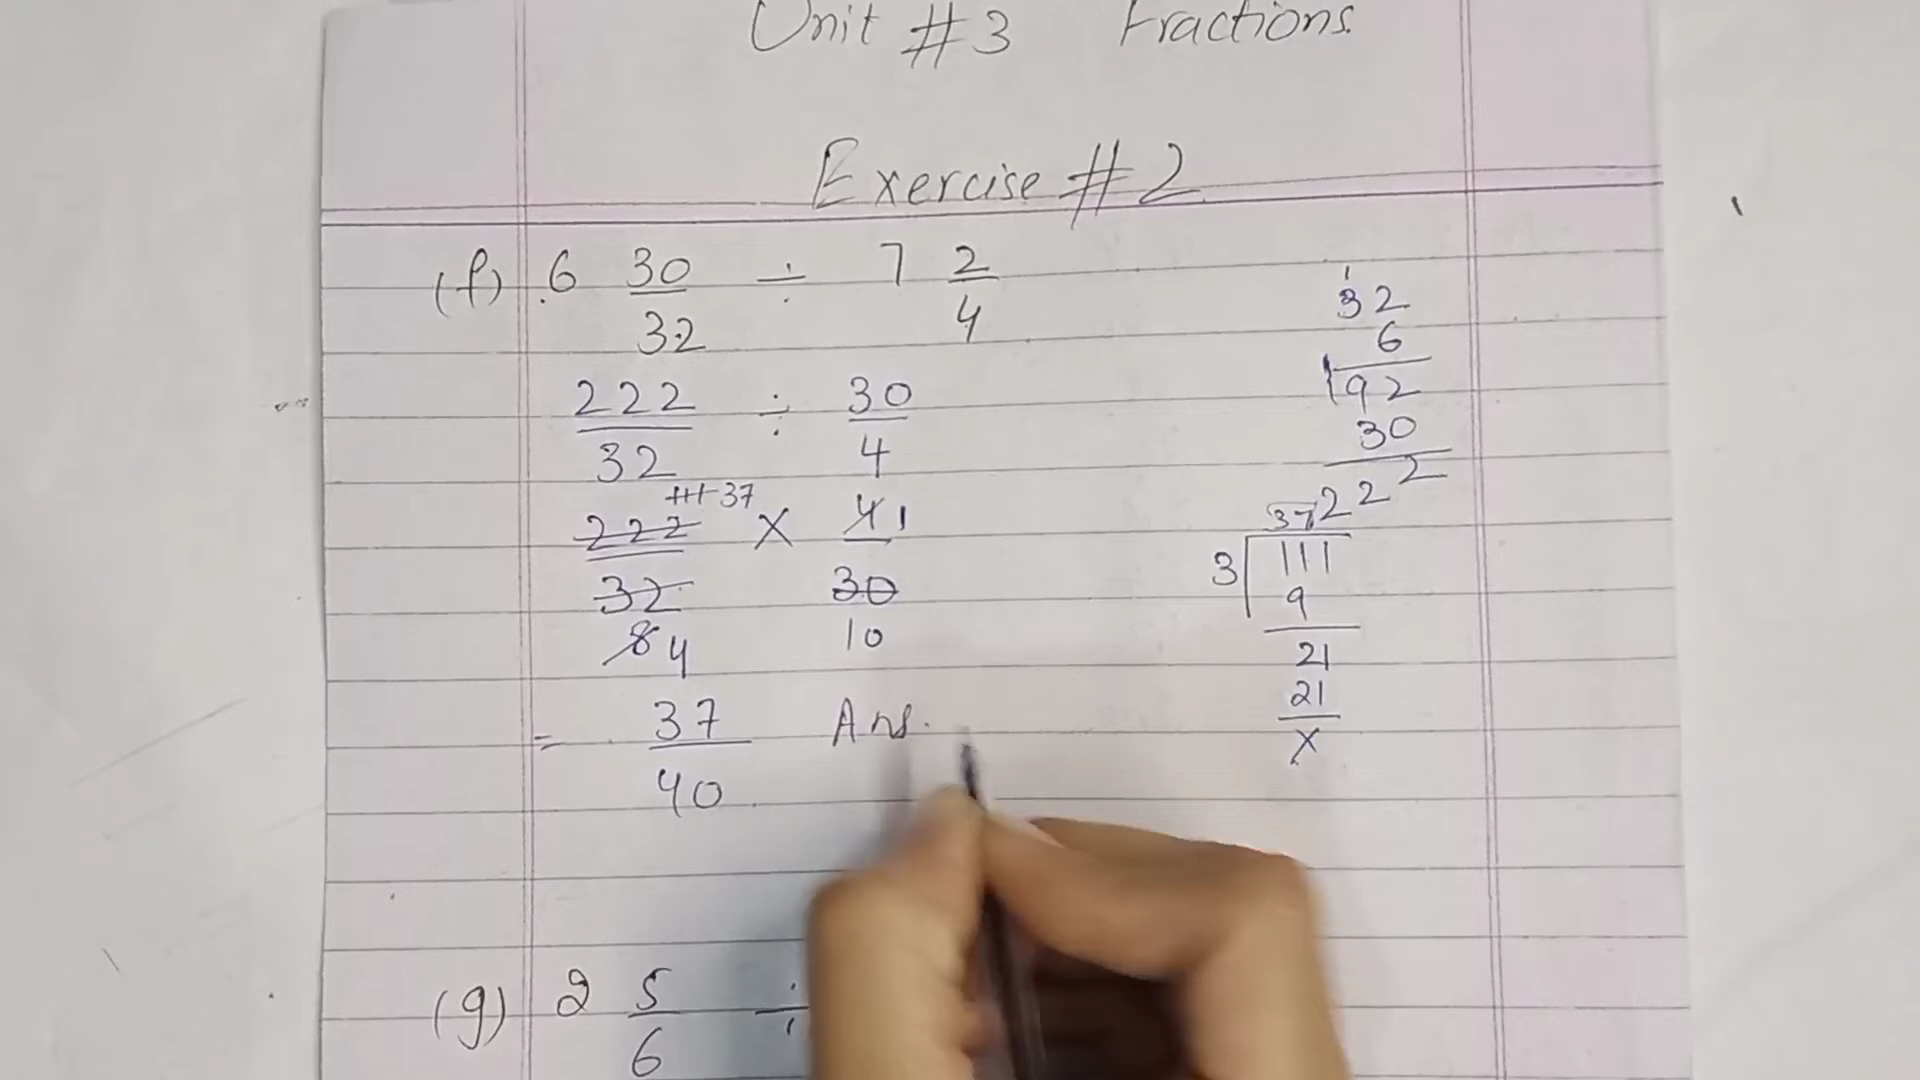 Unit #3 Fractions.
Exercise #2
(f) 6 30/32 ÷ 7 2/4
222/32 ÷ 30/4
111 37
222/32 × 4 1/30
8 4 10
= 37/40 Ans.
(g) 2 5/6 ÷
1
32
6
192
30
222
37
3 111
9
21
21
X